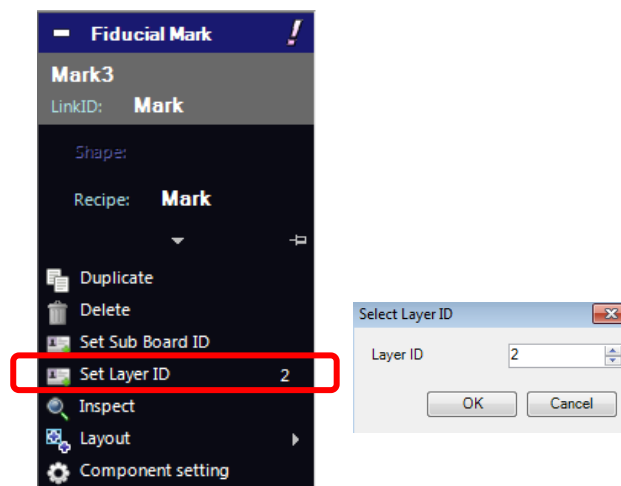 Fiducial Mark
Mark3
LinkID: Mark
Shape:
Recipe: Mark
Duplicate
Delete
Set Sub Board ID
Set Layer ID 2
Inspect
Layout
Component setting
Select Layer ID
Layer ID 2
OK Cancel